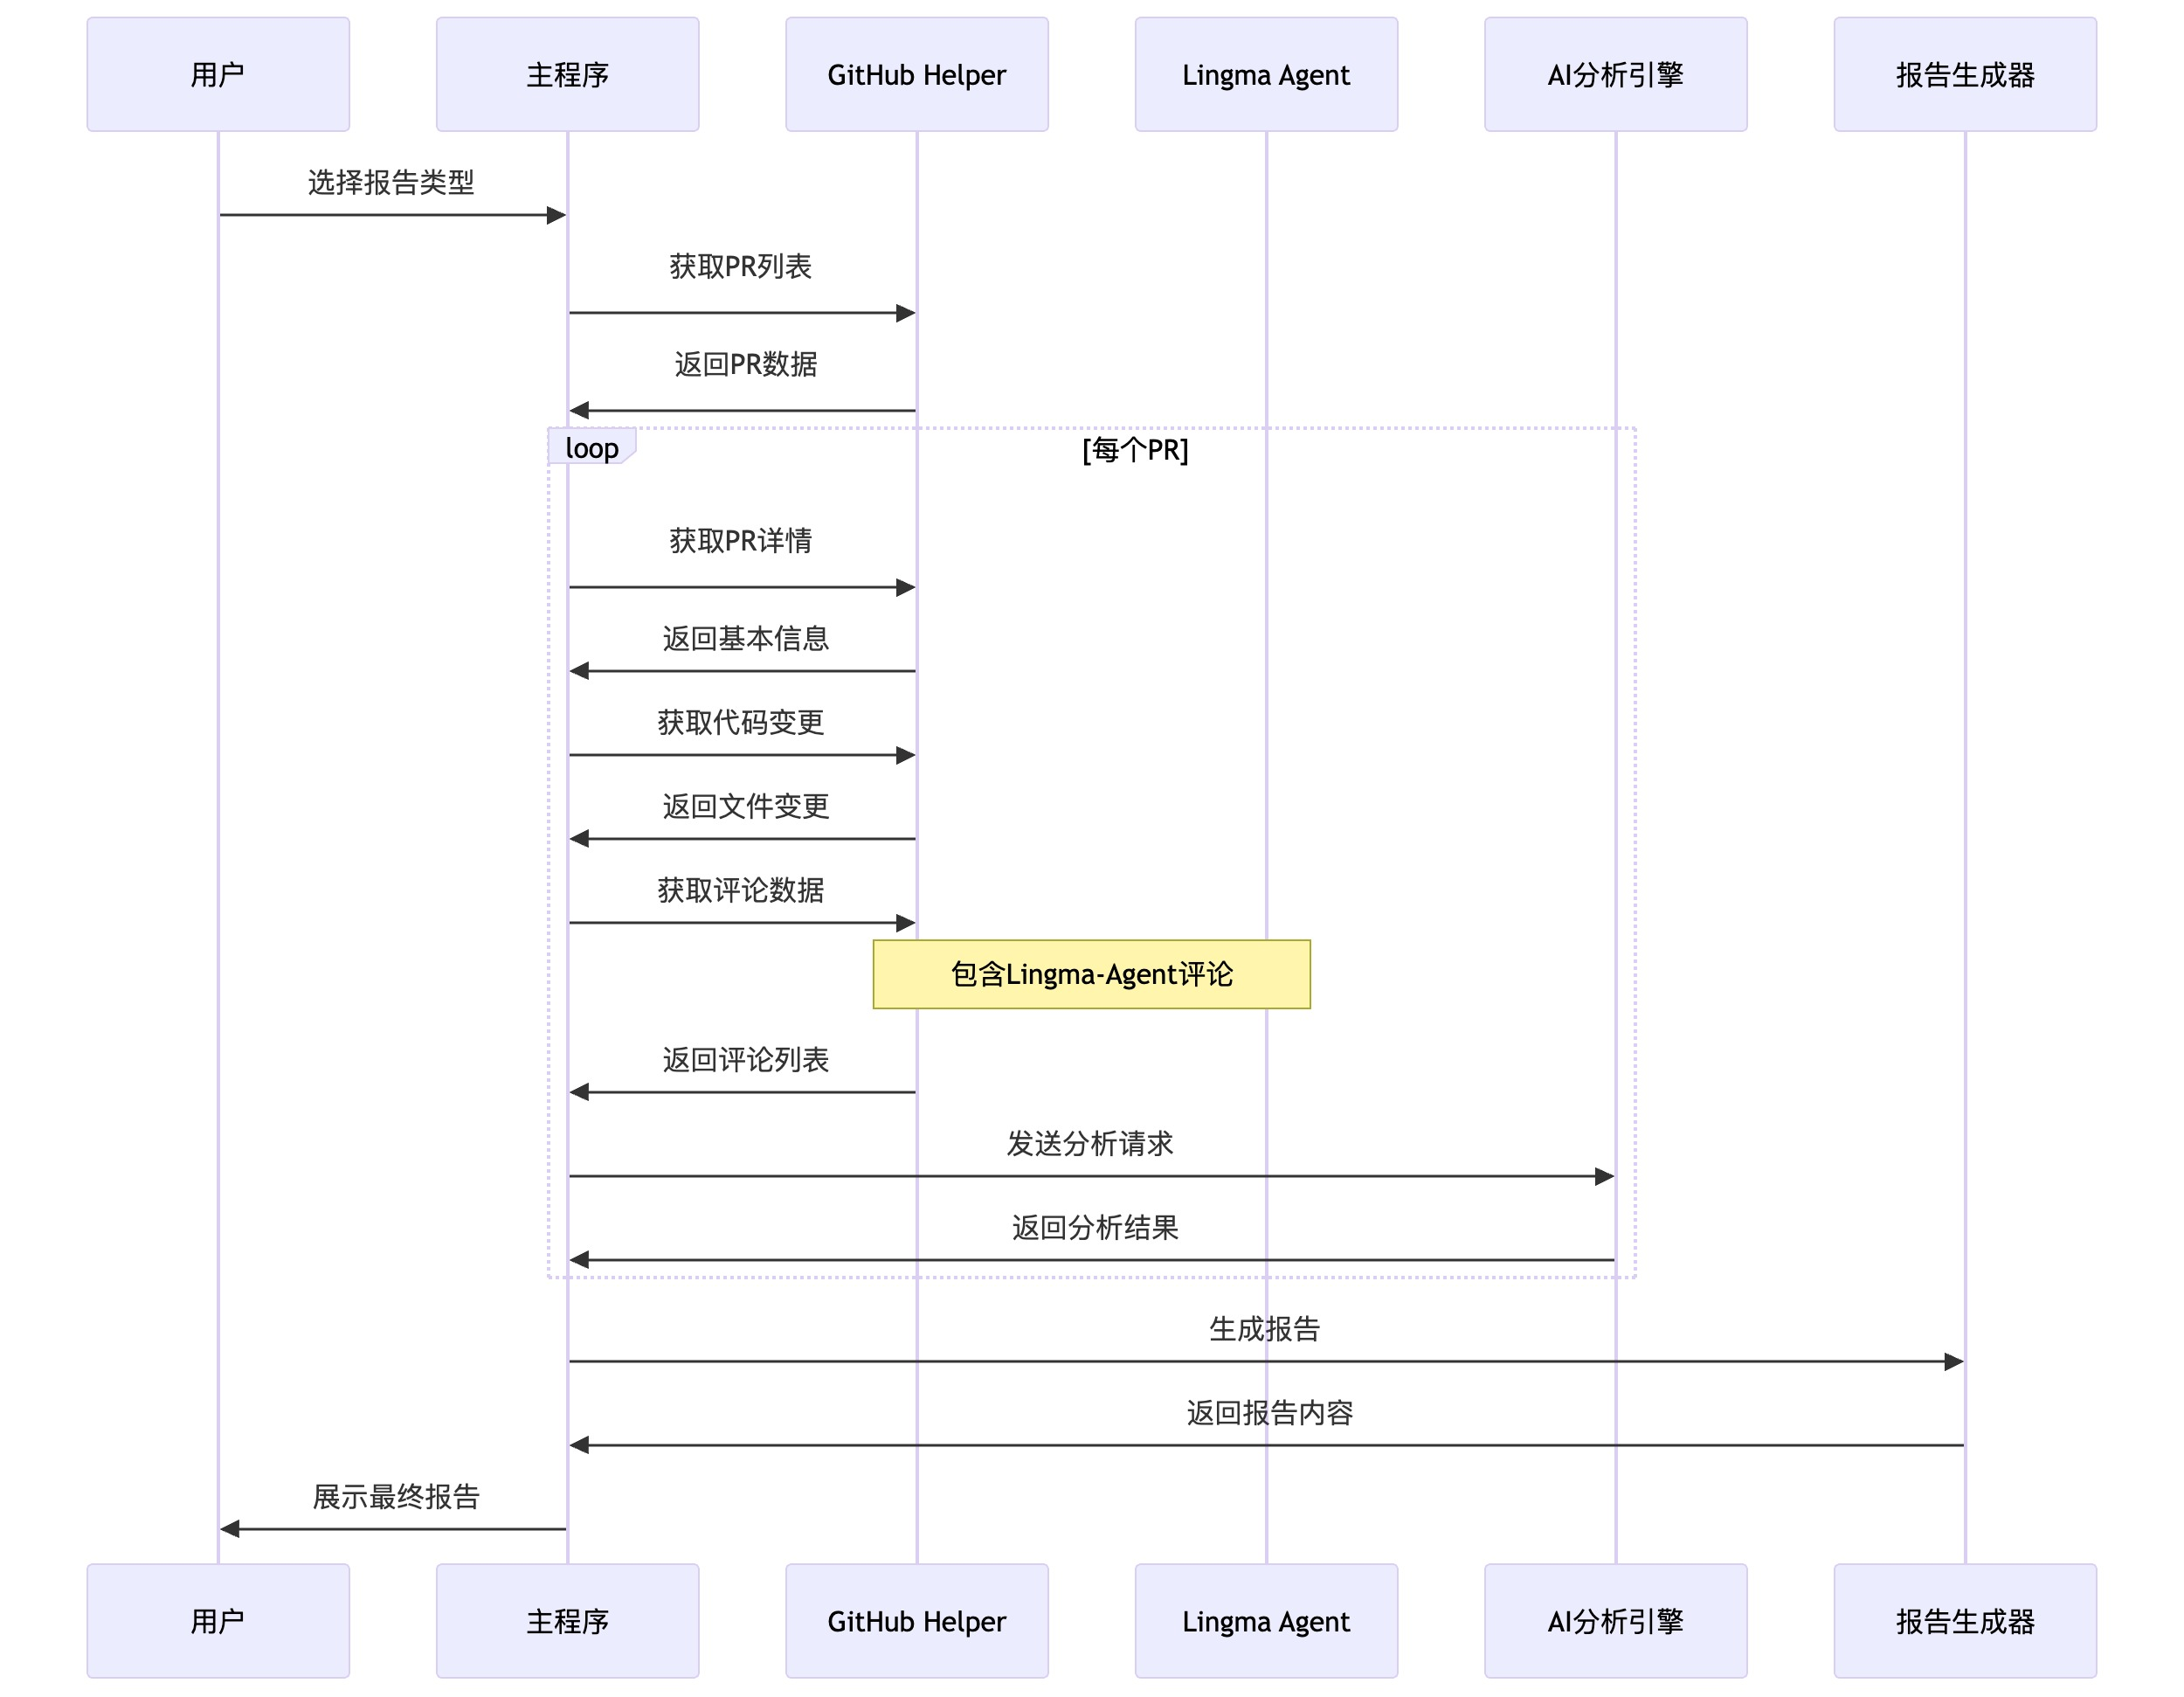 用户
主程序
GitHub Helper
Lingma Agent
AI分析引擎
报告生成器
选择报告类型
获取PR列表
返回PR数据
loop
[每个PR]
获取PR详情
返回基本信息
获取代码变更
返回文件变更
获取评论数据
包含Lingma-Agent评论
返回评论列表
发送分析请求
返回分析结果
生成报告
返回报告内容
展示最终报告
用户
主程序
GitHub Helper
Lingma Agent
AI分析引擎
报告生成器